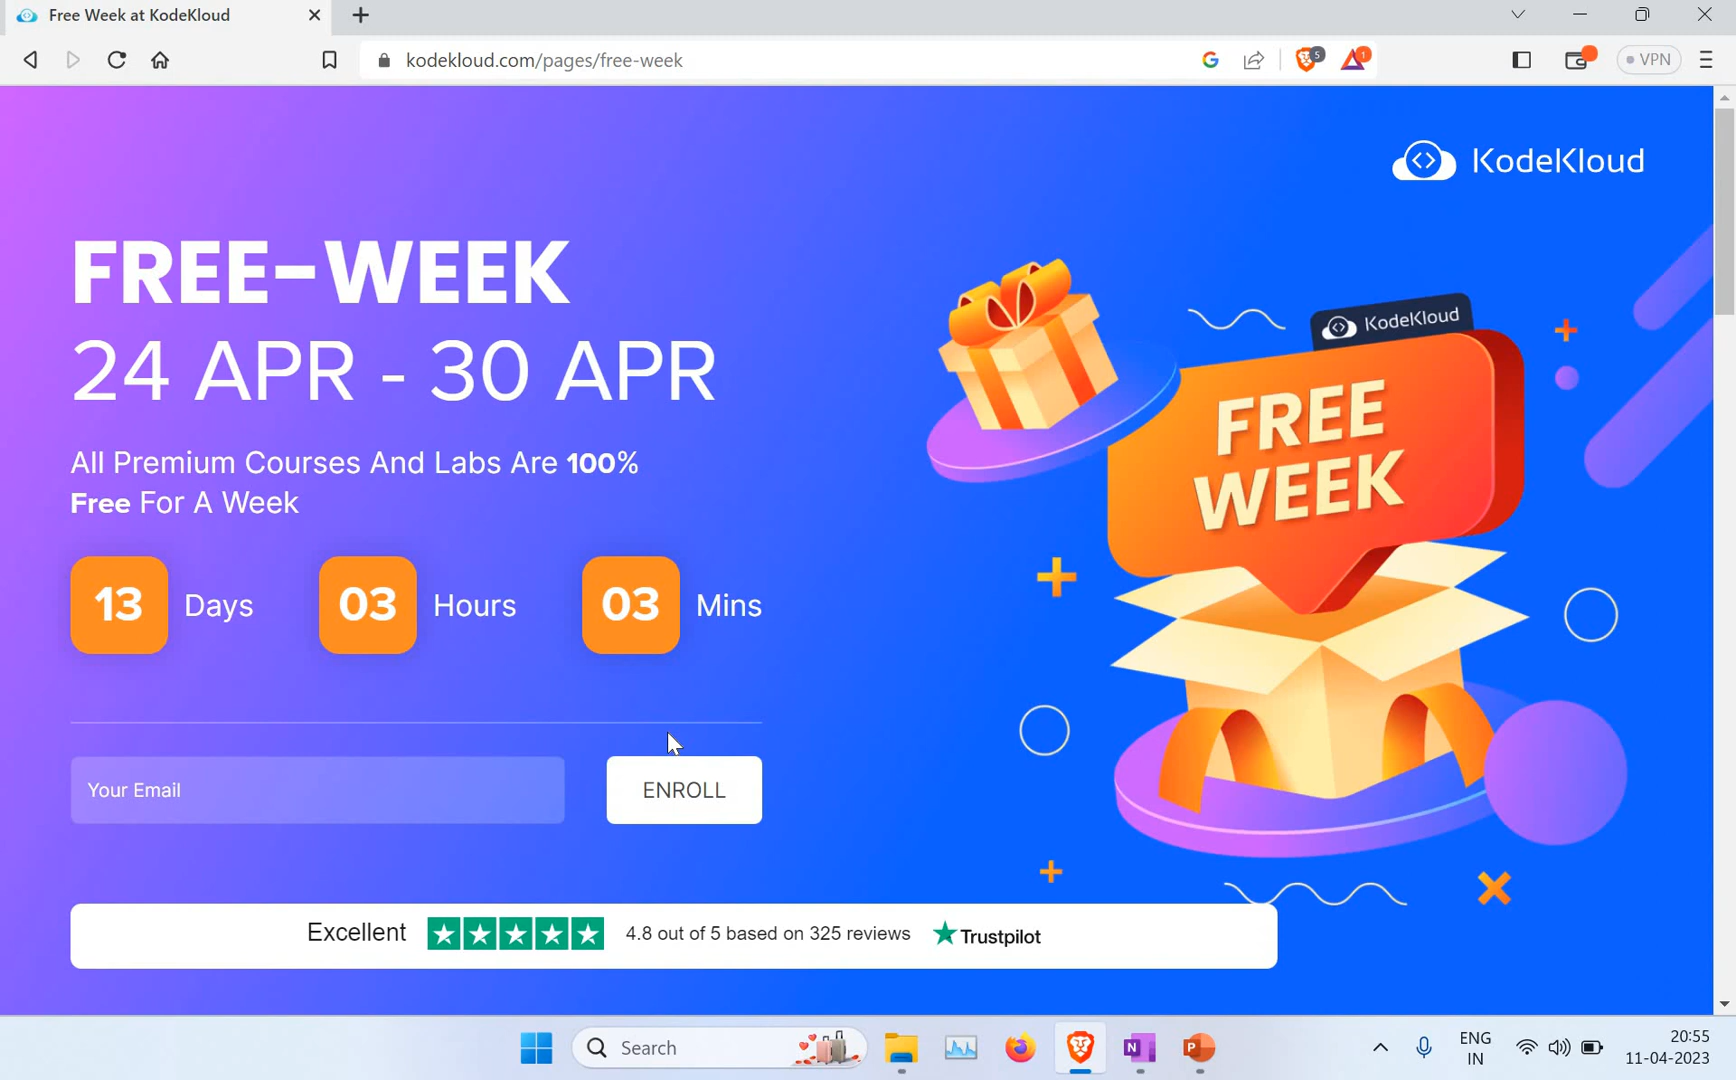 Free Week at KodeKloud
kodekloud.com/pages/free-week
5
1
VPN
KodeKloud
FREE-WEEK
24 APR - 30 APR
All Premium Courses And Labs Are 100%
Free For A Week
KodeKloud
FREE
WEEK
13 Days 03 Hours 03 Mins
Your Email
ENROLL
Excellent 4.8 out of 5 based on 325 reviews Trustpilot
Search
N
P
ENG
IN
20:55
11-04-2023